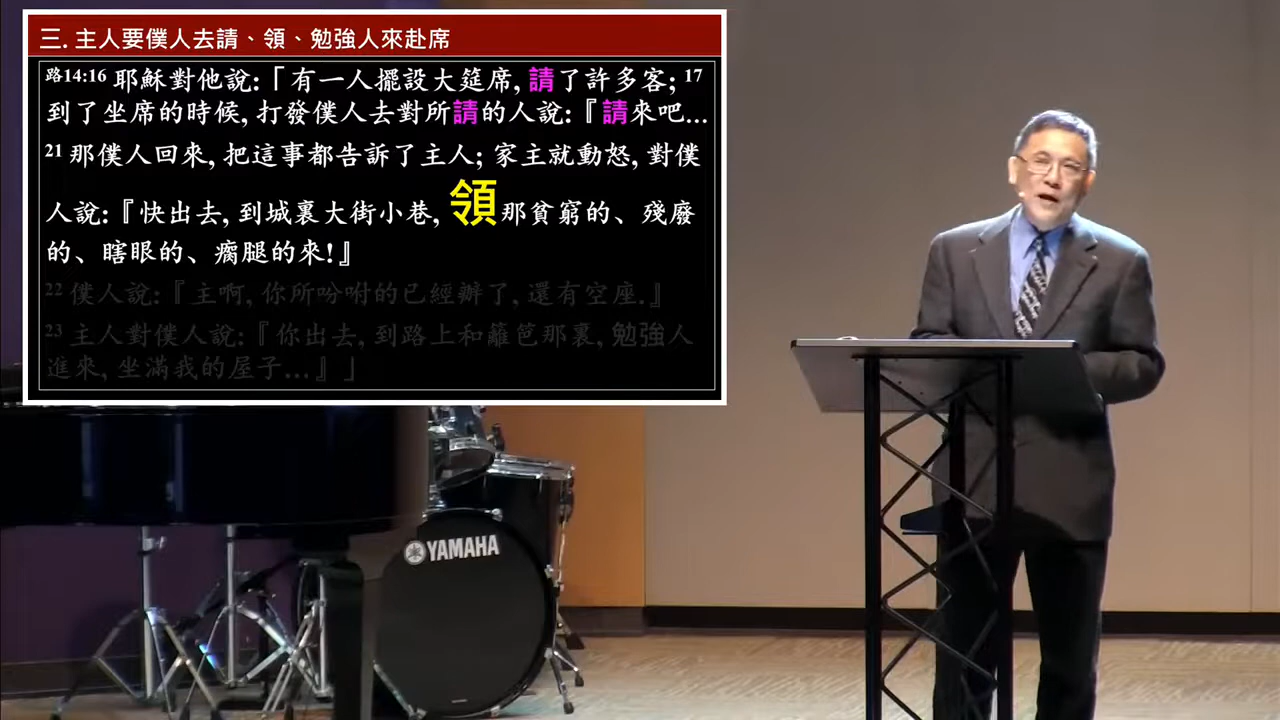 三. 主人要僕人去請、領、勉強人來赴席
路14:16 耶穌對他說:「有一人擺設大筵席, 請了許多客; 17
到了坐席的時候, 打發僕人去對所請的人說:『請來吧...
21 那僕人回來, 把這事都告訴了主人; 家主就動怒, 對僕
人說:『快出去, 到城裏大街小巷, 領那貧窮的、殘廢
的、瞎眼的、瘸腿的來!』
22 僕人說:『主啊, 你所吩咐的已經辦了, 還有空座.』
23 主人對僕人說:『你出去, 到路上和籬笆那裏, 勉強人
進來, 坐滿我的屋子...』」
YAMAHA